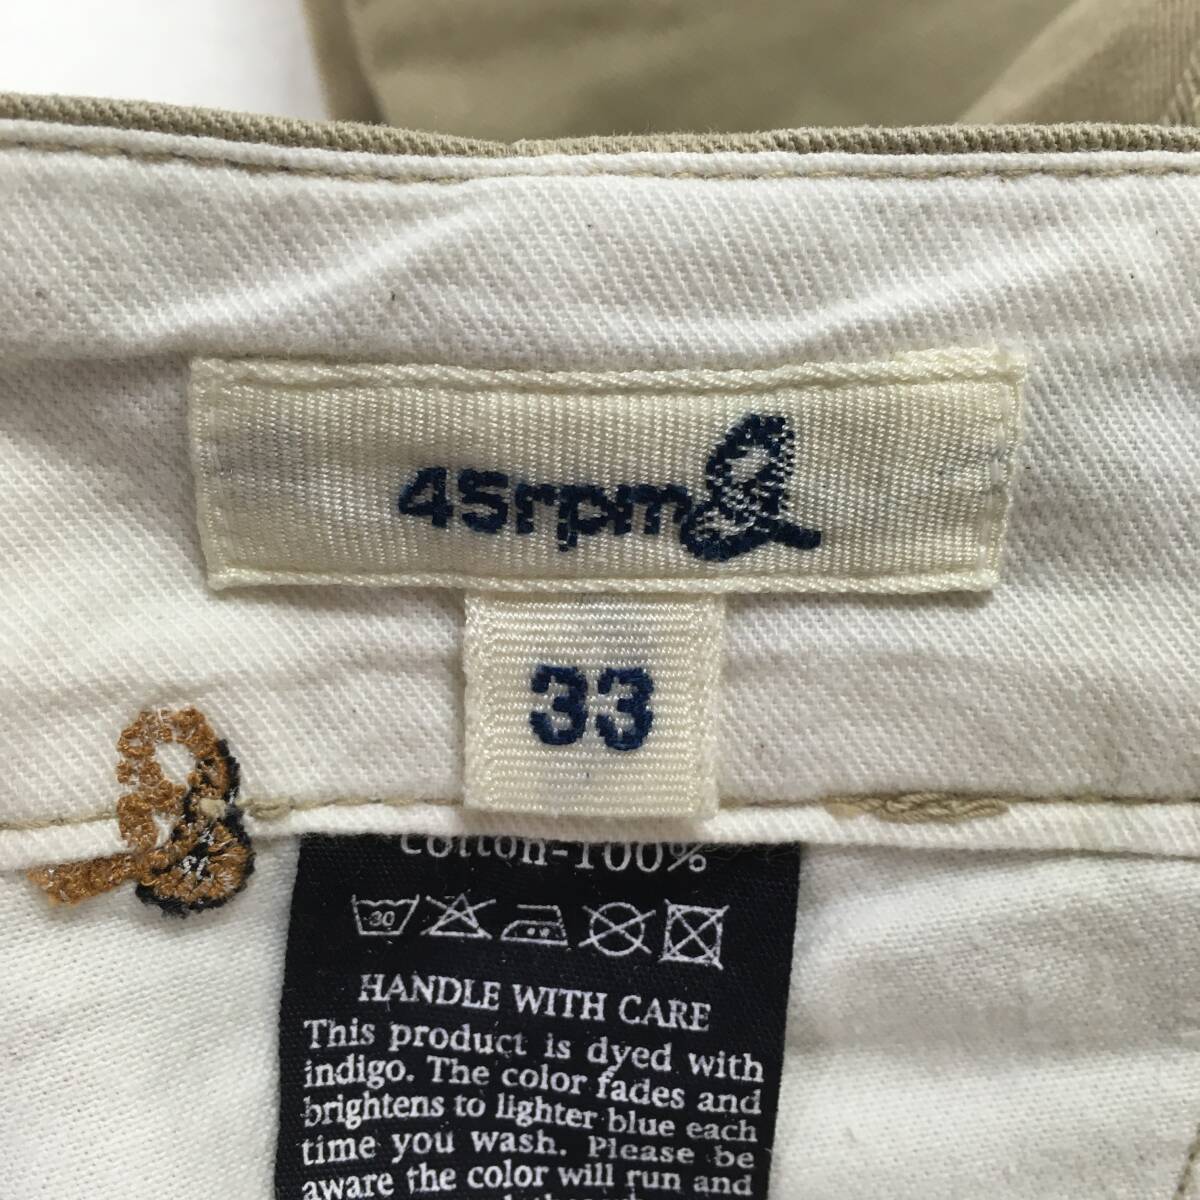 45rpm
33
cotton-100%
30
HANDLE WITH CARE
This product is dyed with
indigo. The color fades and
brightens to lighter blue each
time you wash. Please be
aware the color will run and